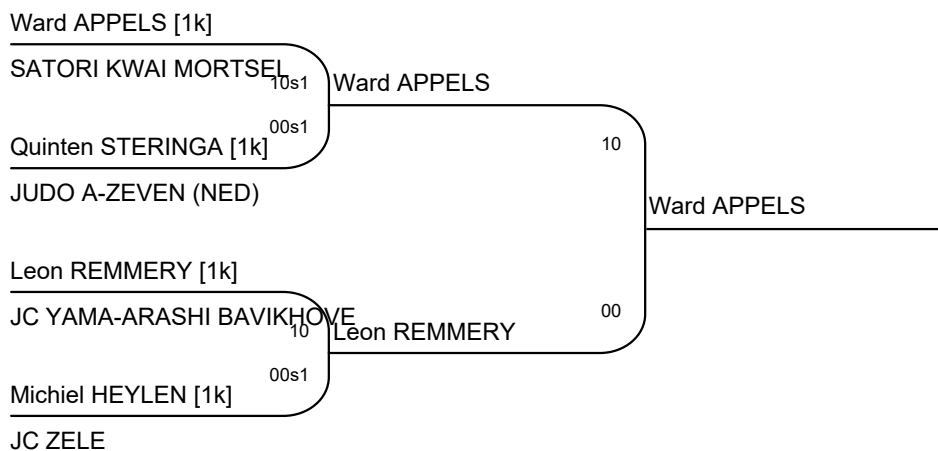 Ward APPELS [1k]
SATORI KWAI MORTSEL
10s1
Ward APPELS
00s1
Quinten STERINGA [1k]
10
JUDO A-ZEVEN (NED)
Ward APPELS
Leon REMMERY [1k]
JC YAMA-ARASHI BAVIKHOVE
00
10
Leon REMMERY
00s1
Michiel HEYLEN [1k]
JC ZELE